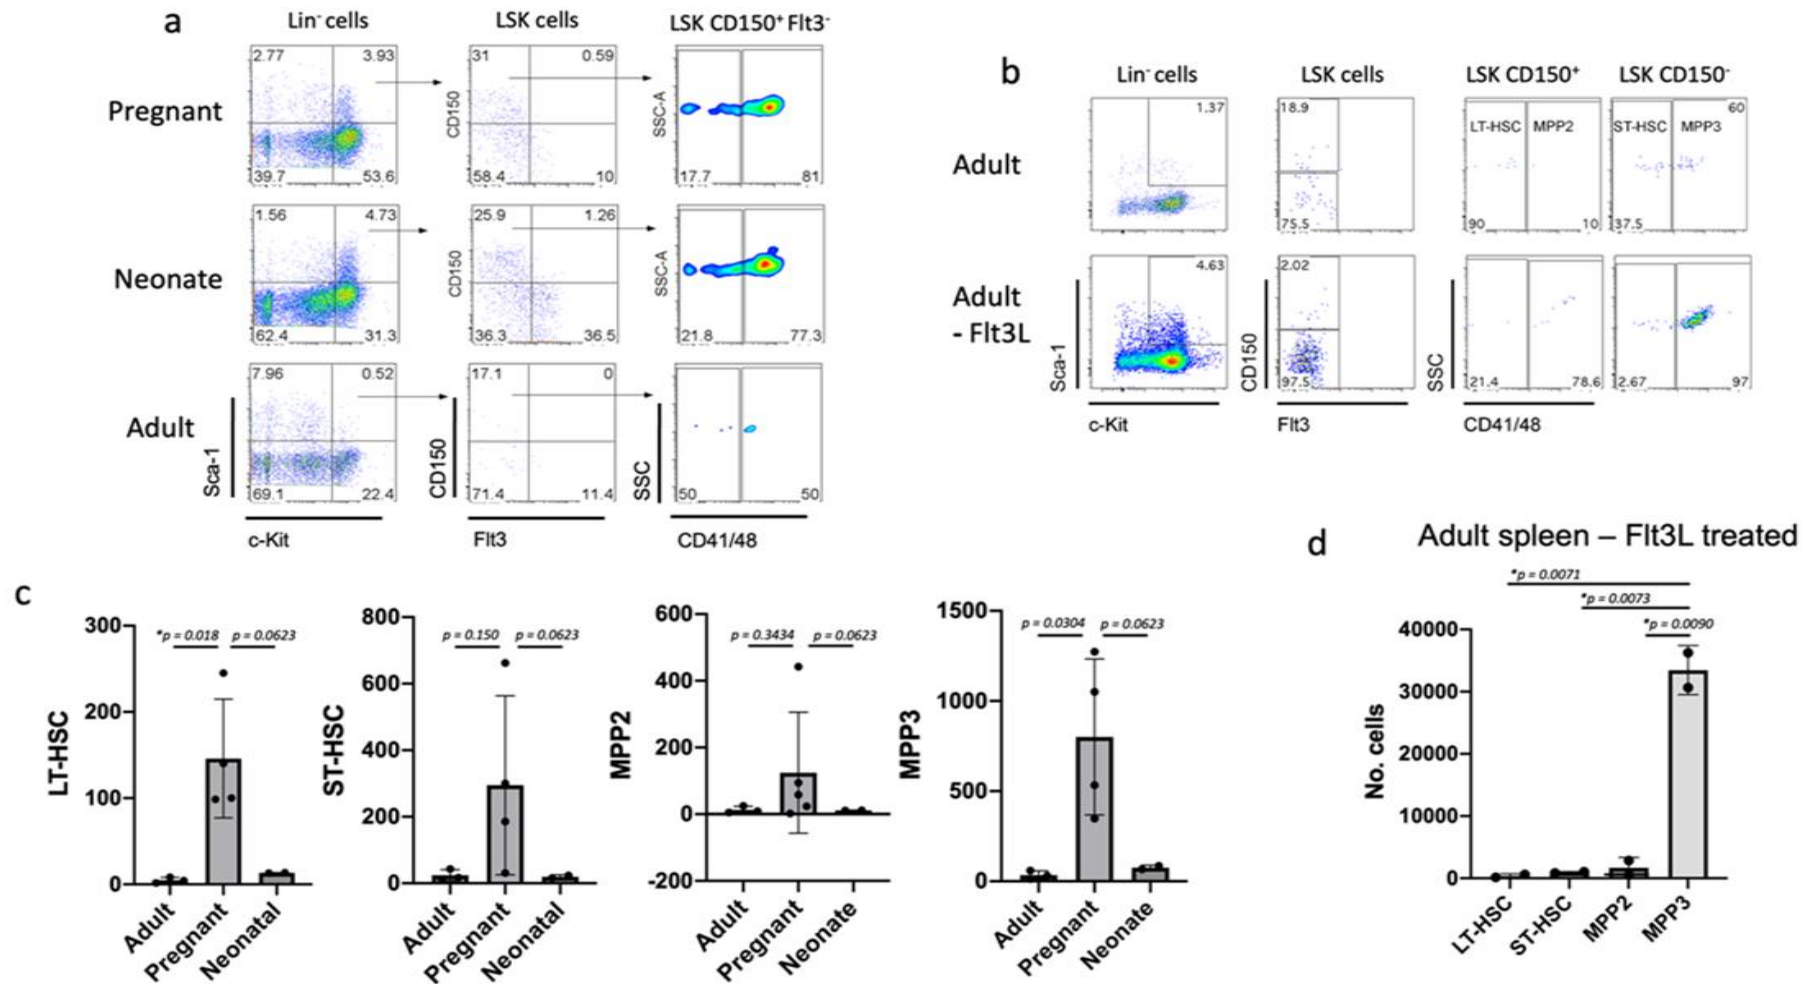 a
Lin- cells
LSK cells
LSK CD150+ Flt3-
Pregnant
2.77
3.93
39.7
53.6
CD150
31
0.59
58.4
10
SSC-A
17.7
81
Neonate
1.56
4.73
62.4
31.3
CD150
25.9
1.26
36.3
36.5
SSC-A
21.8
77.3
Adult
Sca-1
7.96
0.52
69.1
22.4
CD150
17.1
0
71.4
11.4
SSC
50
50
c-Kit
Flt3
CD41/48
b
Lin- cells
LSK cells
LSK CD150+
LSK CD150-
Adult
1.37
18.9
75.5
LT-HSC
MPP2
90
10
ST-HSC
MPP3
60
37.5
Adult
- Flt3L
Sca-1
4.63
CD150
2.02
97.5
SSC
21.4
78.6
2.67
97
c-Kit
Flt3
CD41/48
c
LT-HSC
300
200
100
0
*p = 0.018
p = 0.0623
Adult
Pregnant
Neonatal
ST-HSC
800
600
400
200
0
p = 0.150
p = 0.0623
Adult
Pregnant
Neonatal
MPP2
600
400
200
0
-200
p = 0.3434
p = 0.0623
Adult
Pregnant
Neonate
MPP3
1500
1000
500
0
p = 0.0304
p = 0.0623
Adult
Pregnant
Neonate
d
Adult spleen – Flt3L treated
*p = 0.0071
*p = 0.0073
*p = 0.0090
No. cells
40000
30000
20000
10000
0
LT-HSC
ST-HSC
MPP2
MPP3